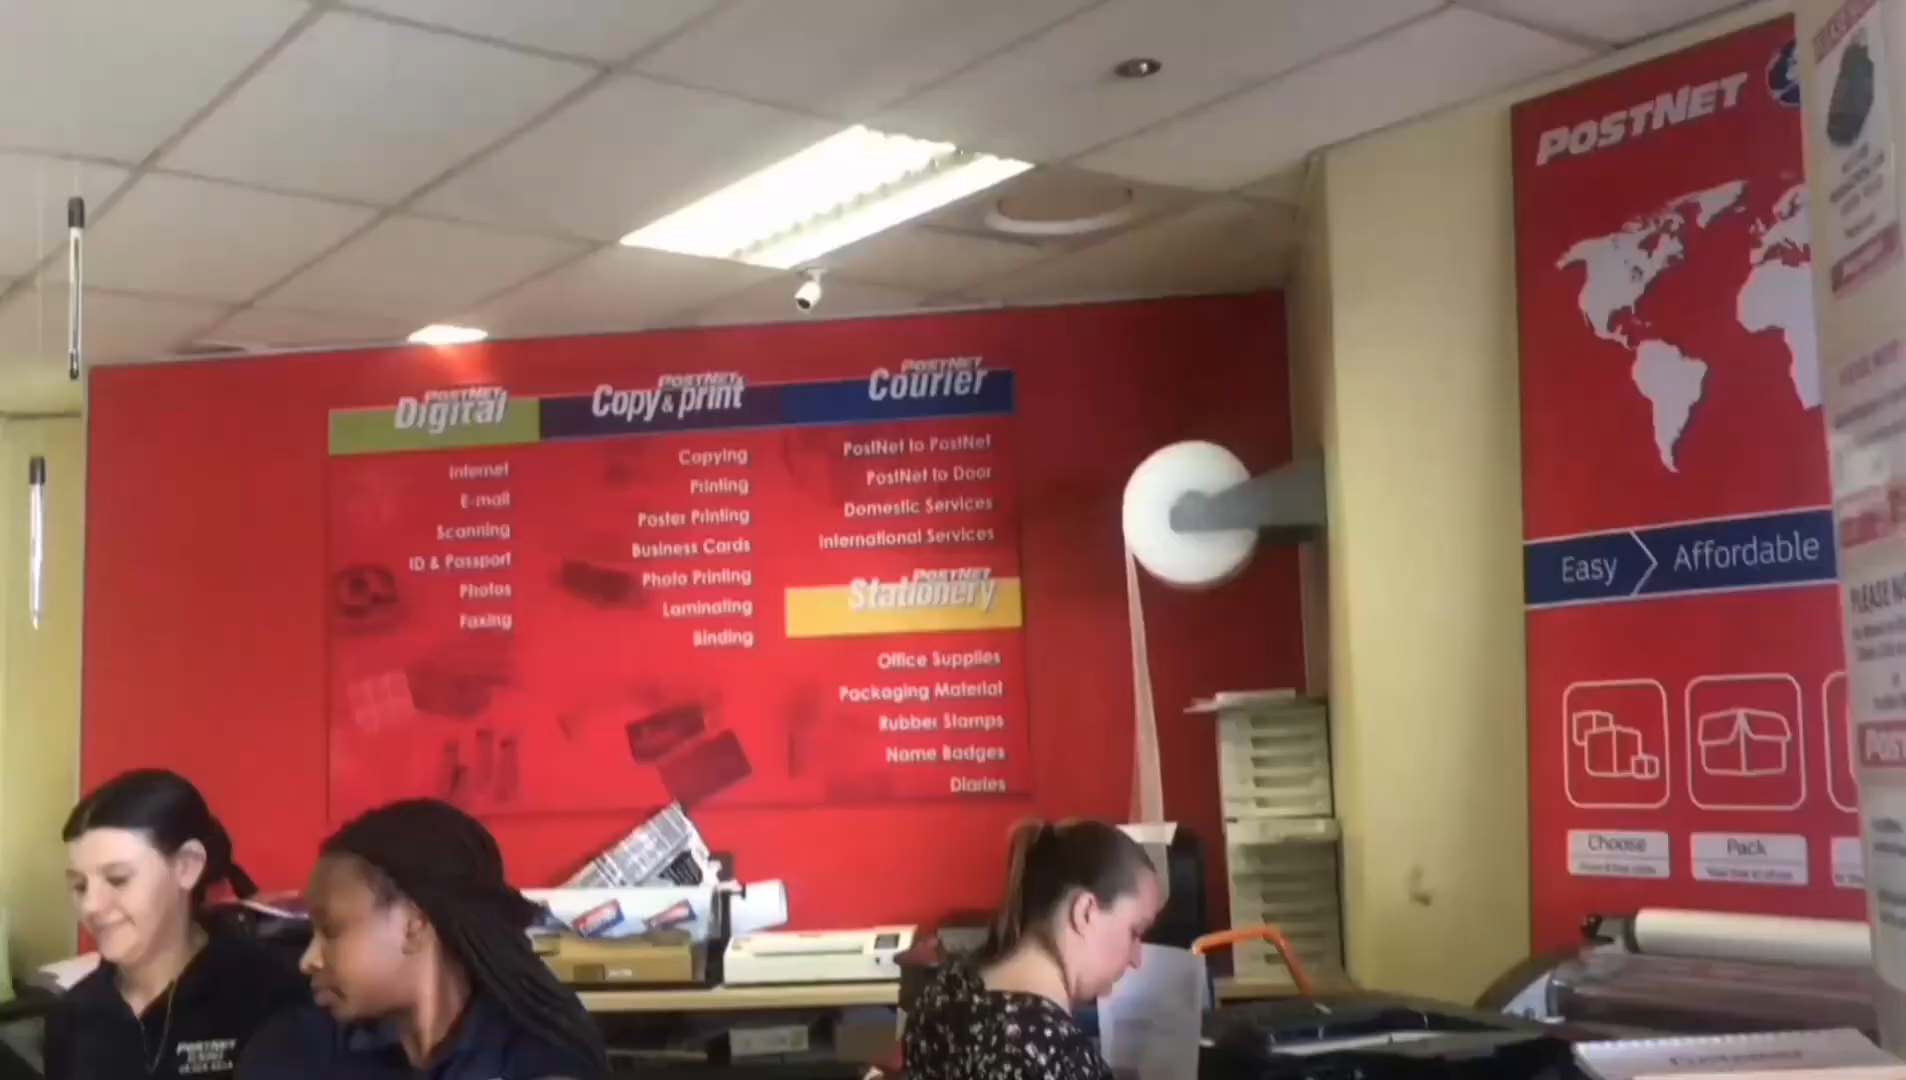 POSTNET
Digital
Internet
E-mail
Scanning
ID & Passport
Photos
Faxing
POSTNET
Copy & print
Copying
Printing
Poster Printing
Business Cards
Photo Printing
Laminating
Binding
POSTNET
Courier
PostNet to PostNet
PostNet to Door
Domestic Services
International Services
POSTNET
Stationery
Office Supplies
Packaging Material
Rubber Stamps
Name Badges
Diaries
POSTNET
Easy
Affordable
Choose
Pack
PLEASE
POSTNET